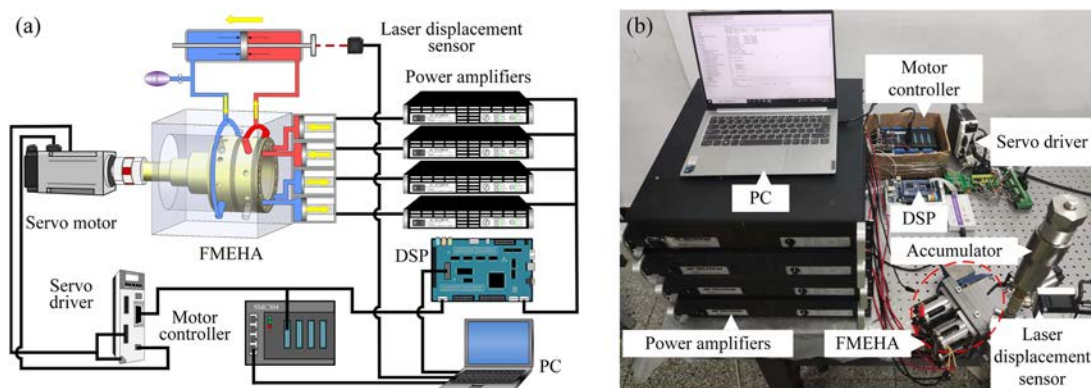 (a)
Laser displacement
sensor
Power amplifiers
Servo motor
FMEHA
DSP
Servo
driver
Motor
controller
SMC304
PC
(b)
Motor
controller
Servo driver
PC
DSP
Accumulator
Power amplifiers
FMEHA
Laser
displacement
sensor